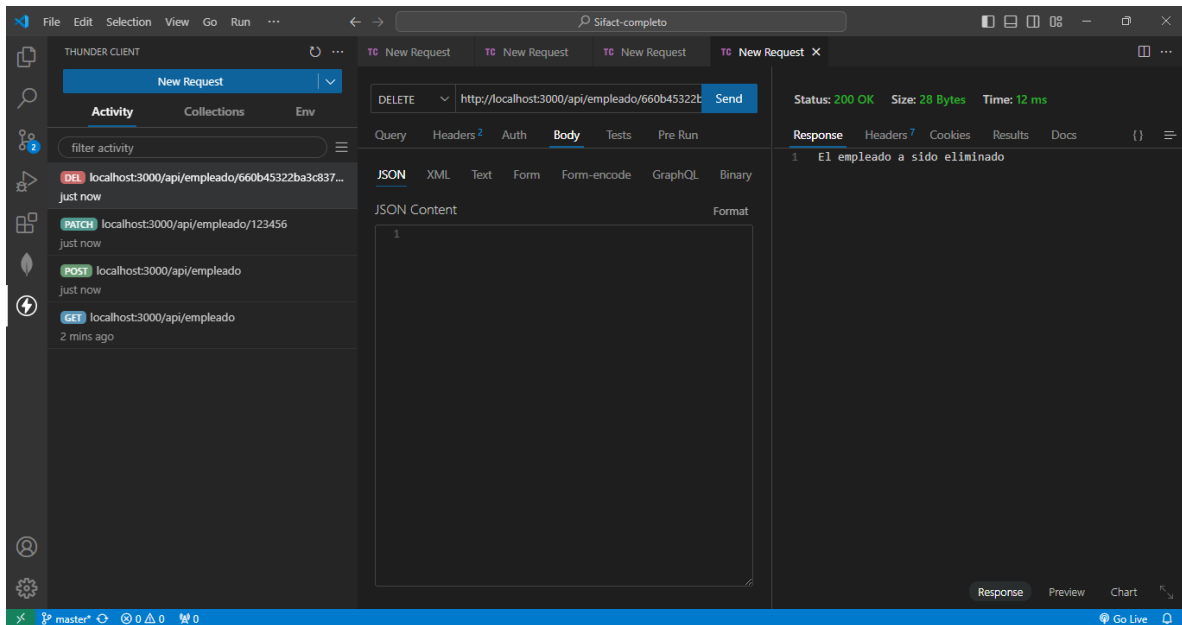 File Edit Selection View Go Run ··· ← → Sifact-completo
THUNDER CLIENT ···
New Request
Activity Collections Env
filter activity
DEL localhost:3000/api/empleado/660b45322ba3c837...
just now
PATCH localhost:3000/api/empleado/123456
just now
POST localhost:3000/api/empleado
just now
GET localhost:3000/api/empleado
2 mins ago
TC New Request TC New Request TC New Request TC New Request ···
DELETE http://localhost:3000/api/empleado/660b45322b Send
Query Headers 2 Auth Body Tests Pre Run
JSON XML Text Form Form-encode GraphQL Binary
JSON Content Format
1
Status: 200 OK Size: 28 Bytes Time: 12 ms
Response Headers 7 Cookies Results Docs {}
1 El empleado a sido eliminado
Response Preview Chart
2
master* 0 0 0 Go Live